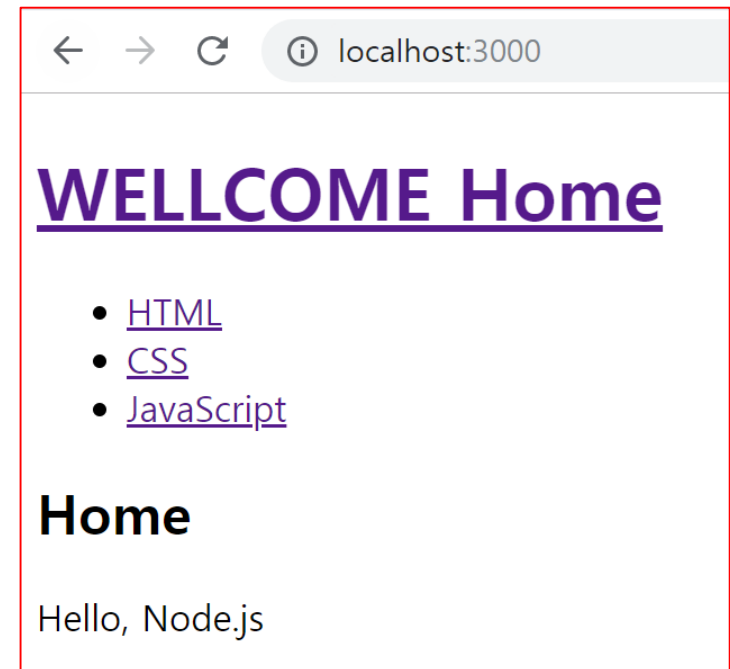 localhost:3000
WELLCOME Home
HTML
CSS
JavaScript
Home
Hello, Node.js